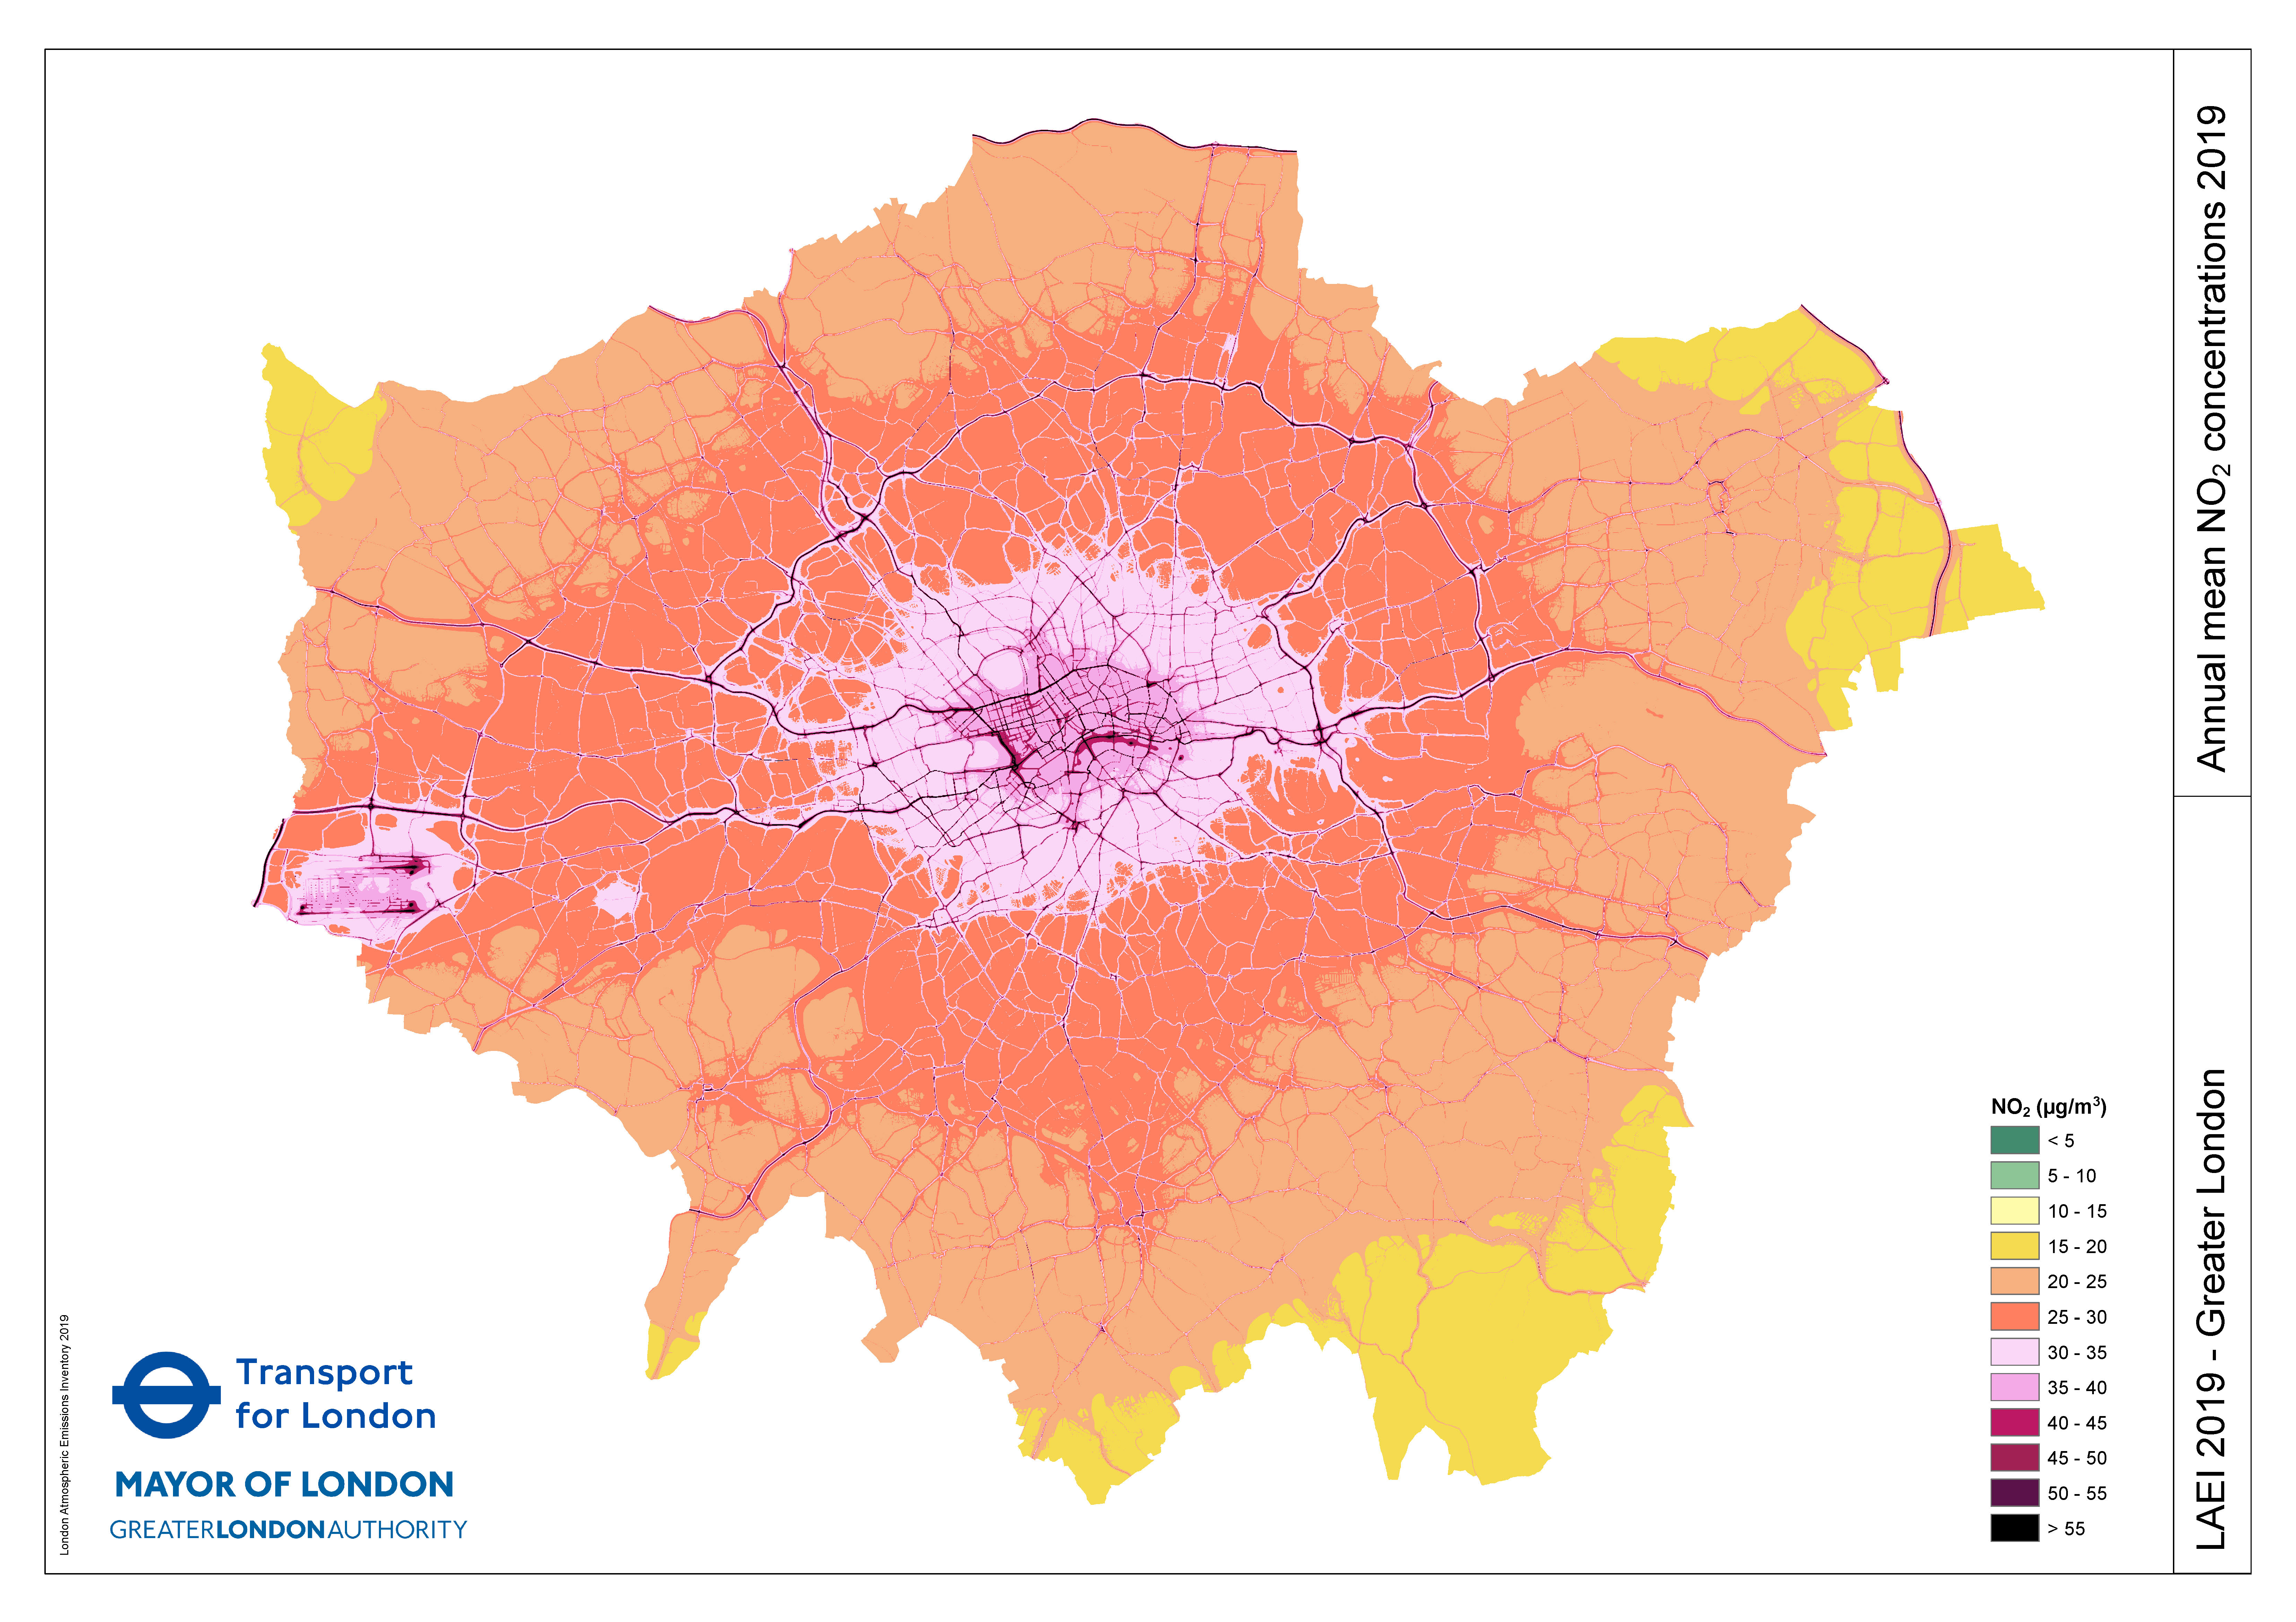 Annual mean NO₂ concentrations 2019
LAEI 2019 - Greater London
NO₂ (µg/m³)
< 5
5 - 10
10 - 15
15 - 20
20 - 25
25 - 30
30 - 35
35 - 40
40 - 45
45 - 50
50 - 55
> 55
London Atmospheric Emissions Inventory 2019
Transport
for London
MAYOR OF LONDON
GREATERLONDONAUTHORITY